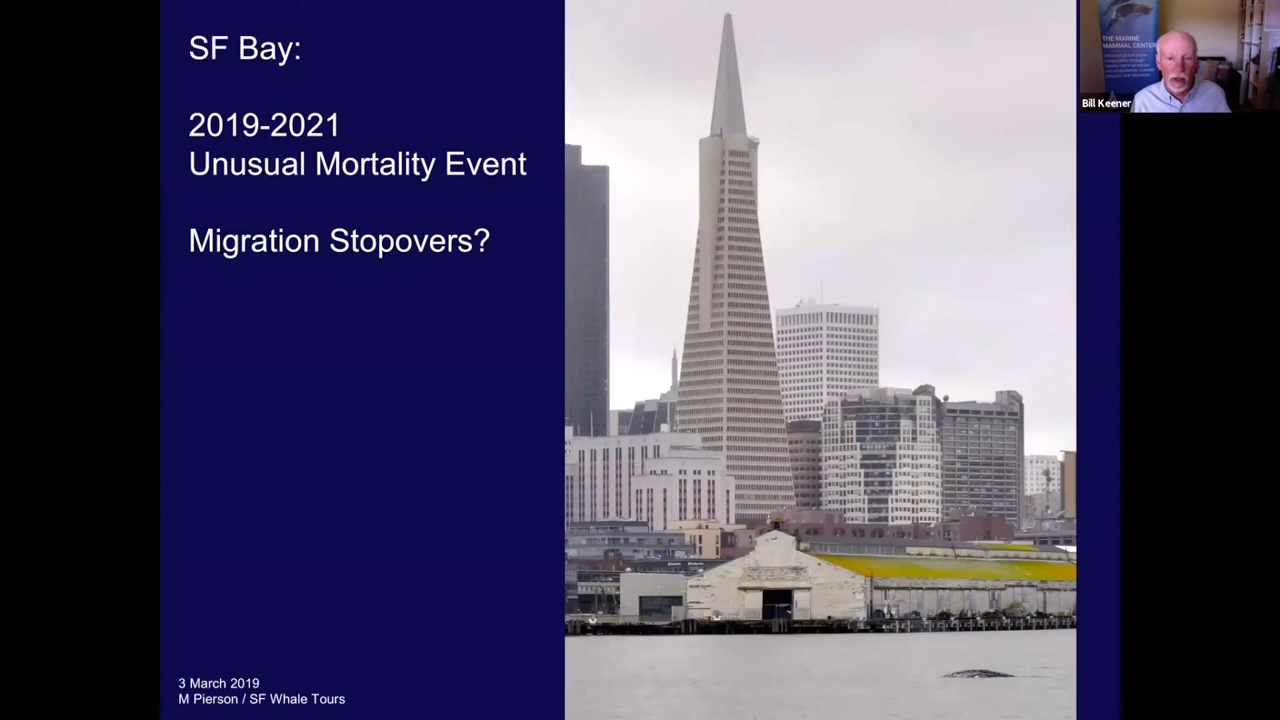 SF Bay:
2019-2021
Unusual Mortality Event
Migration Stopovers?
3 March 2019
M Pierson / SF Whale Tours
THE MARINE
MAMMAL CENTER
Bill Keener